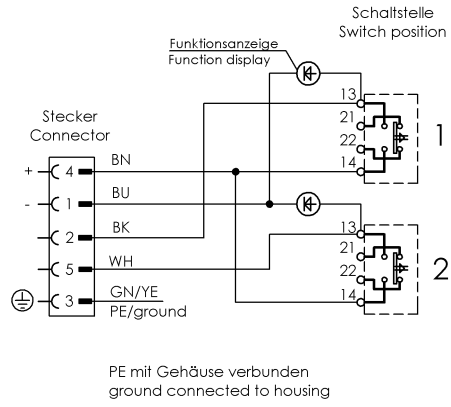 Schaltstelle
Switch position
Funktionsanzeige
Function display
Stecker
Connector
13
21
22
14
1
+ 4 BN
- 1 BU
2 BK
5 WH
3 GN/YE
PE/ground
13
21
22
14
2
PE mit Gehäuse verbunden
ground connected to housing